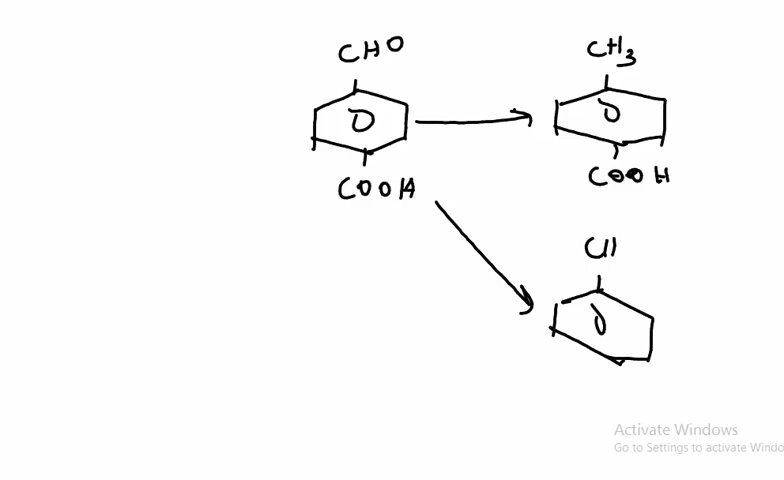 CHO
COOH
CH3
COOH
Cl
Activate Windows
Go to Settings to activate Windo